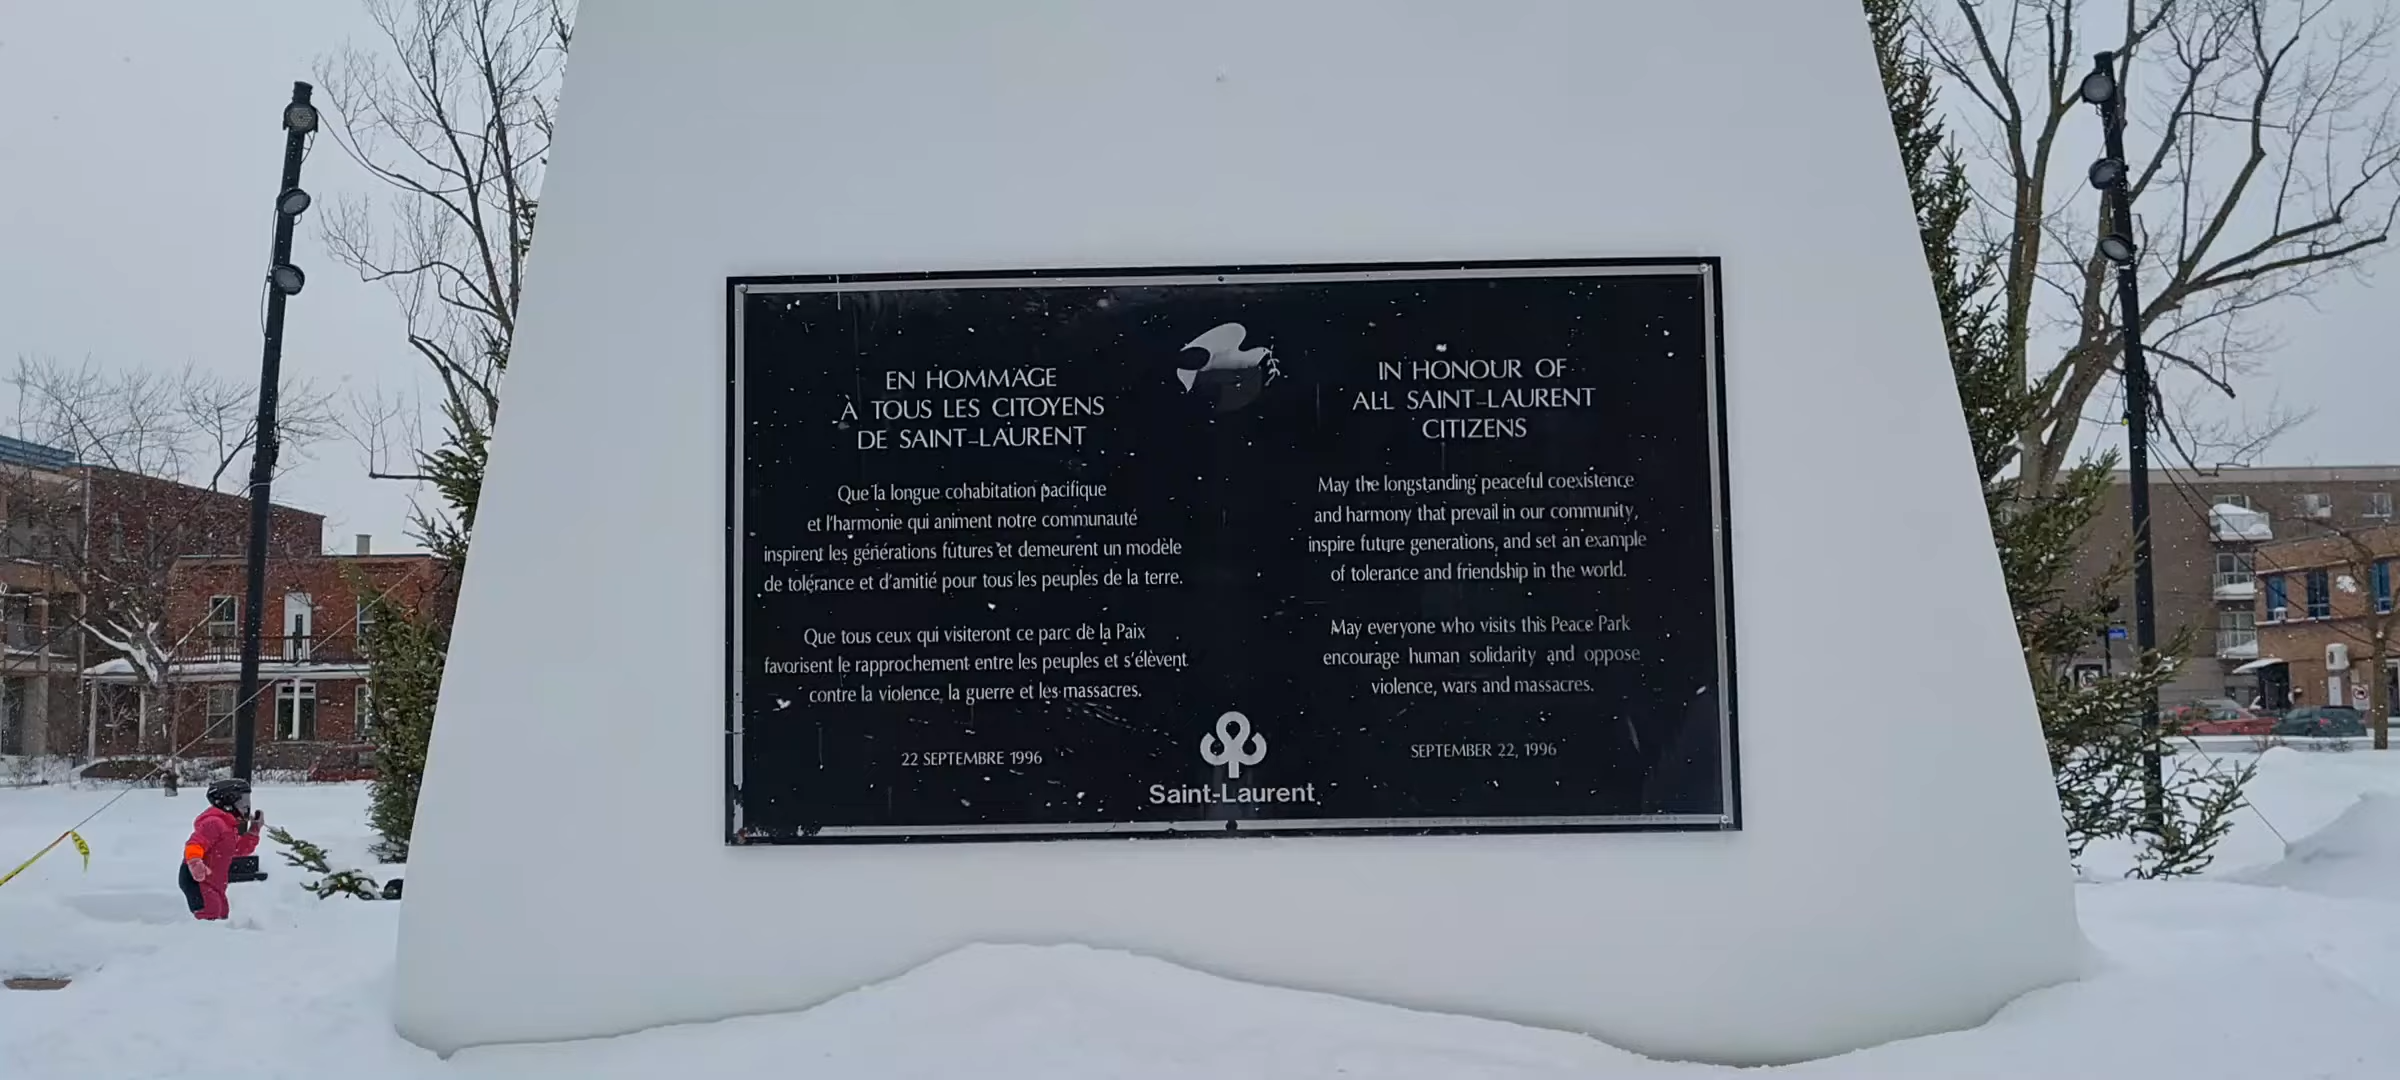 EN HOMMAGE
À TOUS LES CITOYENS
DE SAINT-LAURENT
Que la longue cohabitation pacifique
et l'harmonie qui animent notre communauté
inspirent les générations futures et demeurent un modèle
de tolérance et d'amitié pour tous les peuples de la terre.
Que tous ceux qui visiteront ce parc de la Paix
favorisent le rapprochement entre les peuples et s'élèvent
contre la violence, la guerre et les massacres.
22 SEPTEMBRE 1996
IN HONOUR OF
ALL SAINT-LAURENT
CITIZENS
May the longstanding peaceful coexistence
and harmony that prevail in our community,
inspire future generations, and set an example
of tolerance and friendship in the world.
May everyone who visits this Peace Park
encourage human solidarity and oppose
violence, wars and massacres.
SEPTEMBER 22, 1996
Saint-Laurent